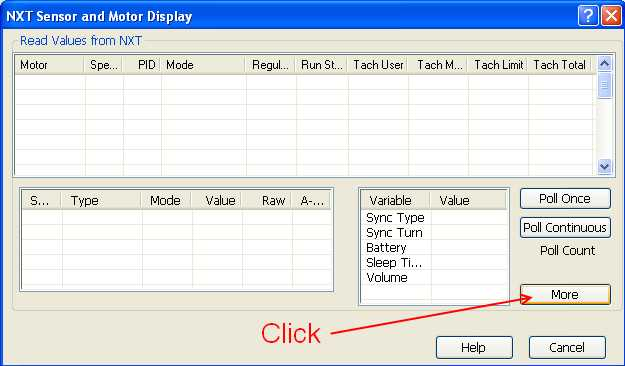 NXT Sensor and Motor Display
Read Values from NXT
Motor Spe... PID Mode Regul... Run St... Tach User Tach M... Tach Limit Tach Total
S... Type Mode Value Raw A-...
Variable Value
Sync Type
Sync Turn
Battery
Sleep Ti...
Volume
Poll Once
Poll Continuous
Poll Count
More
Click
Help Cancel